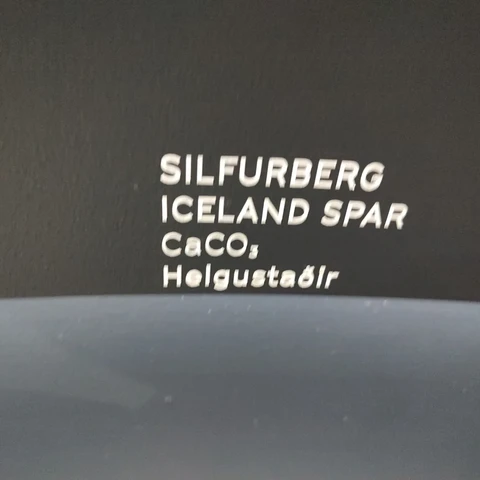 SILFURBERG
ICELAND SPAR
CaCO₃
Helgustaðir